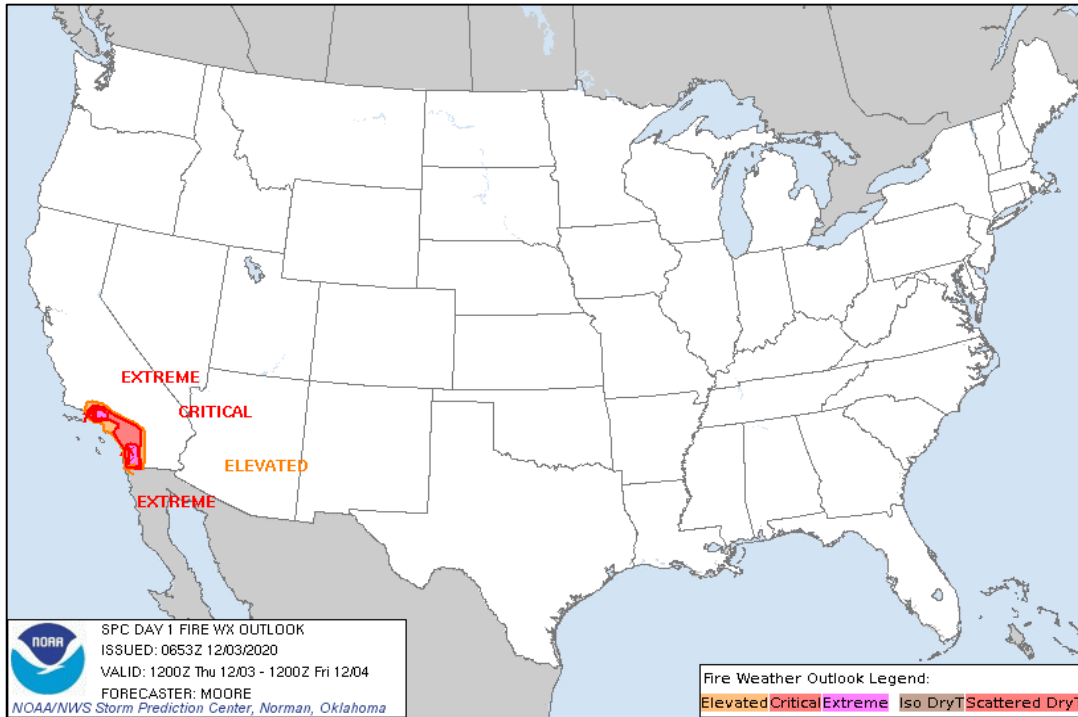 EXTREME
CRITICAL
ELEVATED
EXTREME
NOAA
SPC DAY 1 FIRE WX OUTLOOK
ISSUED: 0653Z 12/03/2020
VALID: 1200Z Thu 12/03 - 1200Z Fri 12/04
FORECASTER: MOORE
NOAA/NWS Storm Prediction Center, Norman, Oklahoma
Fire Weather Outlook Legend:
Elevated Critical Extreme Iso DryT Scattered DryT